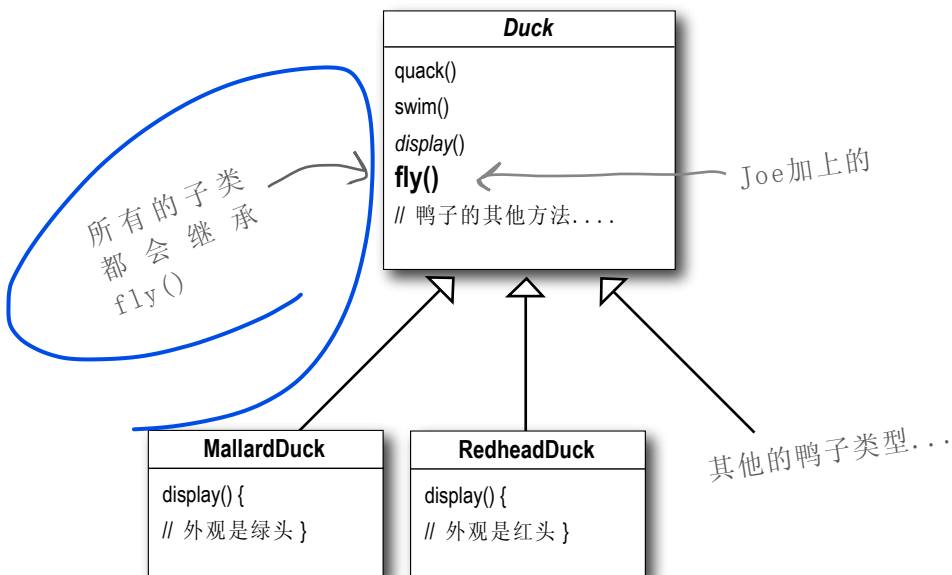 Duck
quack()
swim()
display()
fly()
// 鸭子的其他方法....
所有的子类
都会继承
fly()
Joe加上的
MallardDuck
display() {
// 外观是绿头 }
RedheadDuck
display() {
// 外观是红头 }
其他的鸭子类型...